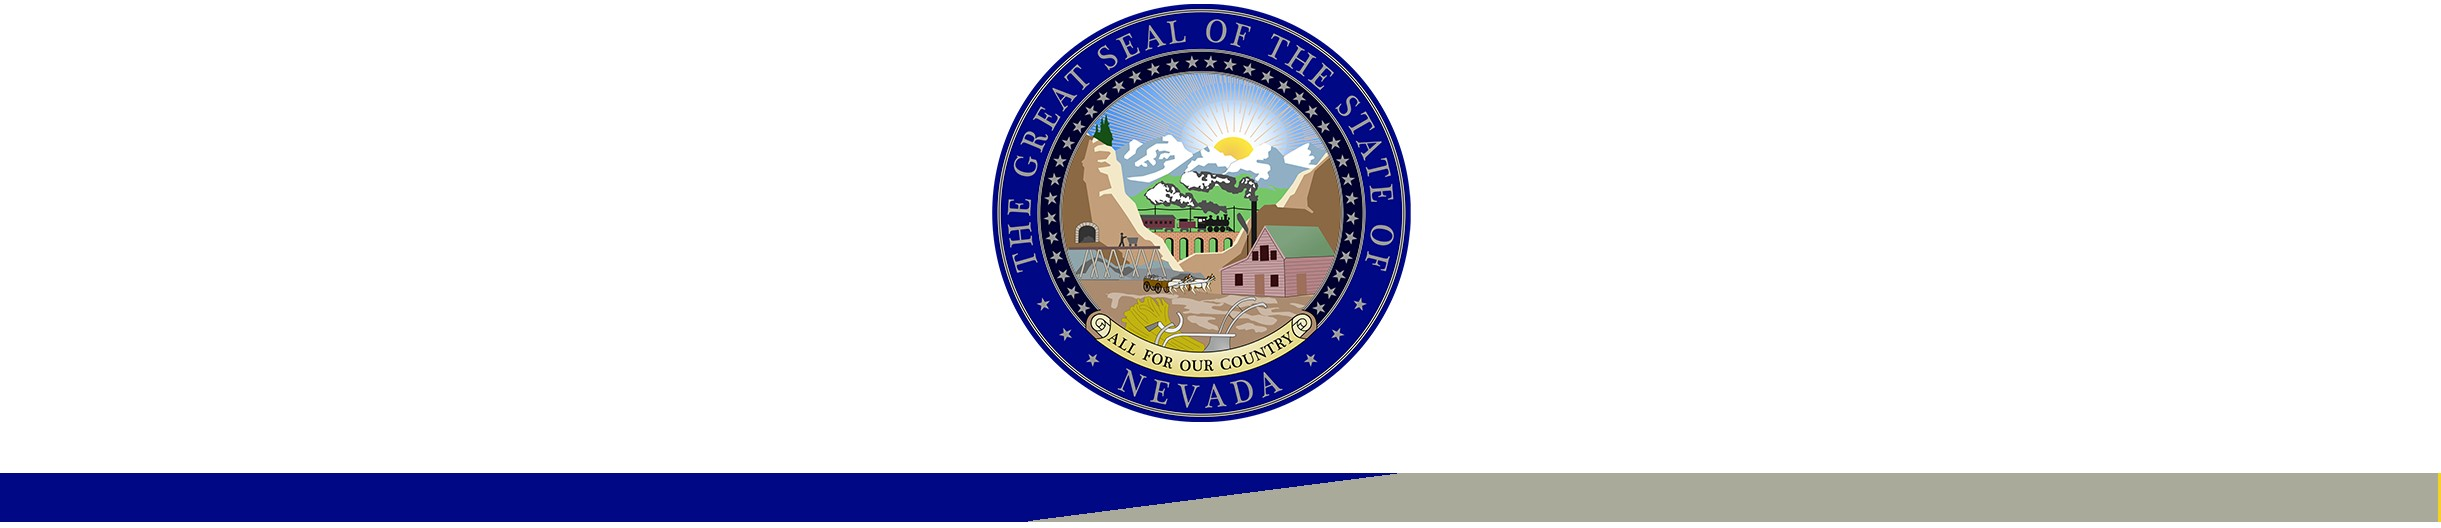 THE GREAT SEAL OF THE STATE OF
ALL FOR OUR COUNTRY
NEVADA